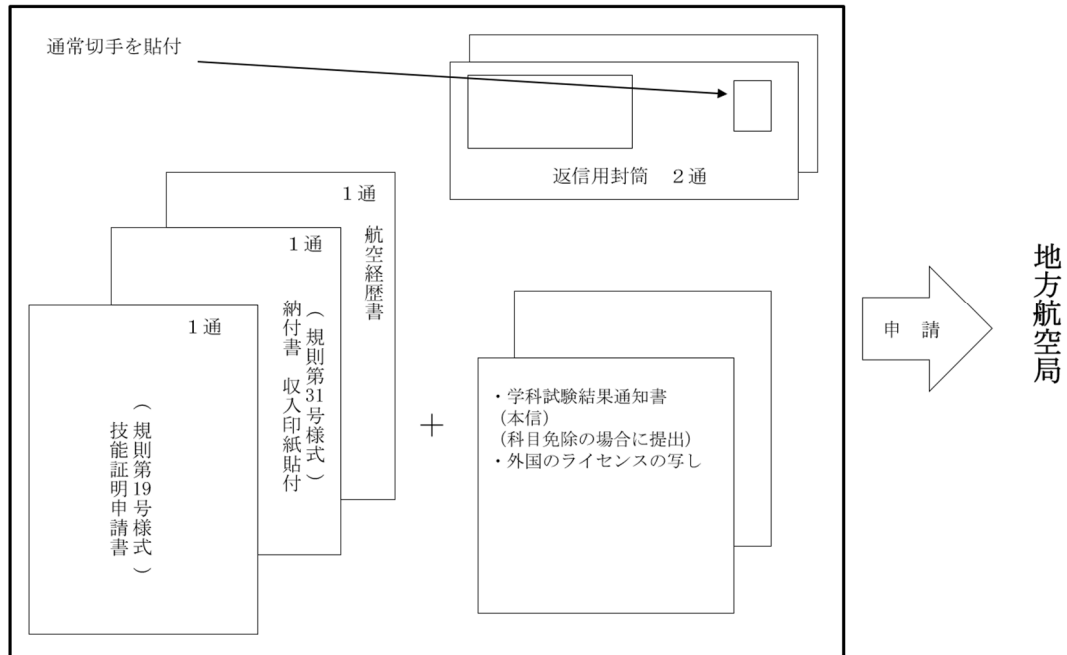 通常切手を貼付
返信用封筒　２通
１通
航空経歴書
１通
（規則第31号様式）
納付書　収入印紙貼付
１通
（規則第19号様式）
技能証明申請書
＋
・学科試験結果通知書
（本信）
（科目免除の場合に提出）
・外国のライセンスの写し
申　請
地方航空局